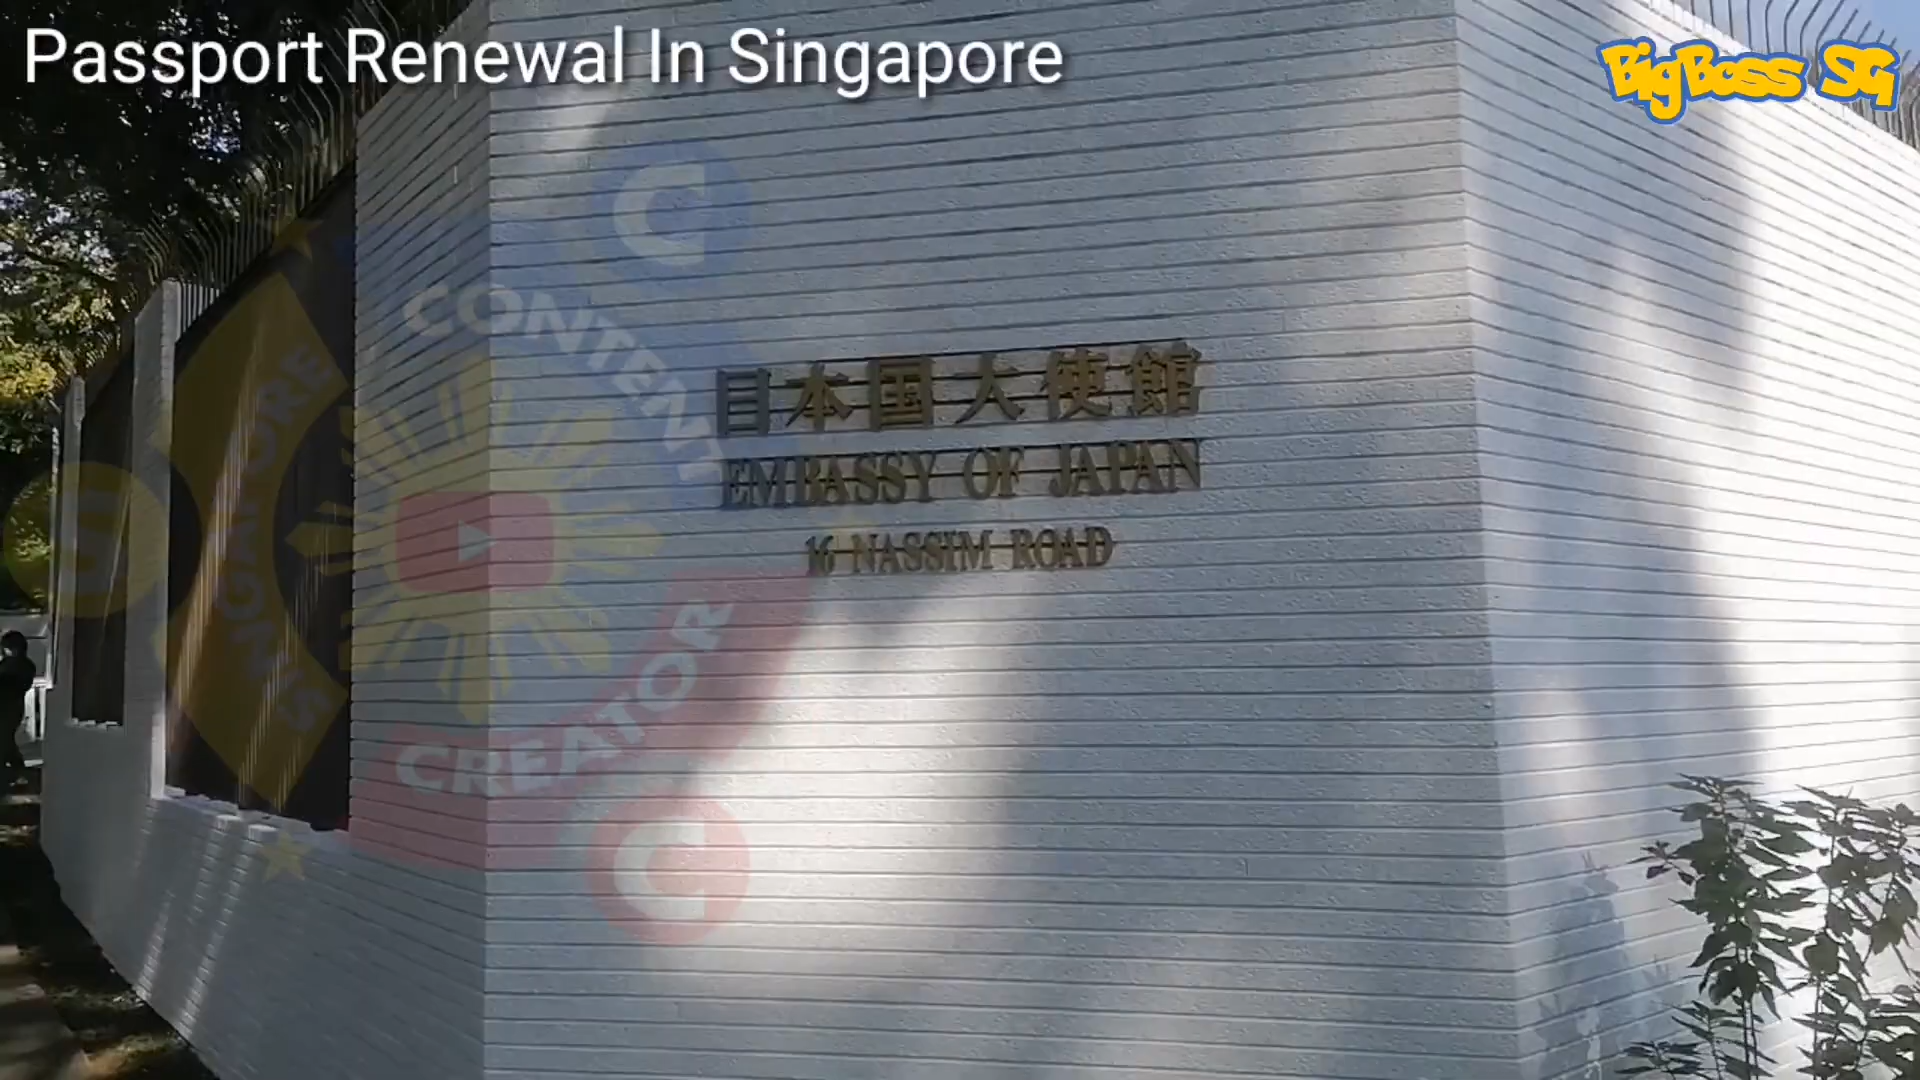 Passport Renewal In Singapore
BigBoss SG
C
CONTENT
SINGAPORE
S
日本国大使館
EMBASSY OF JAPAN
16 NASSIM ROAD
CREATOR
C